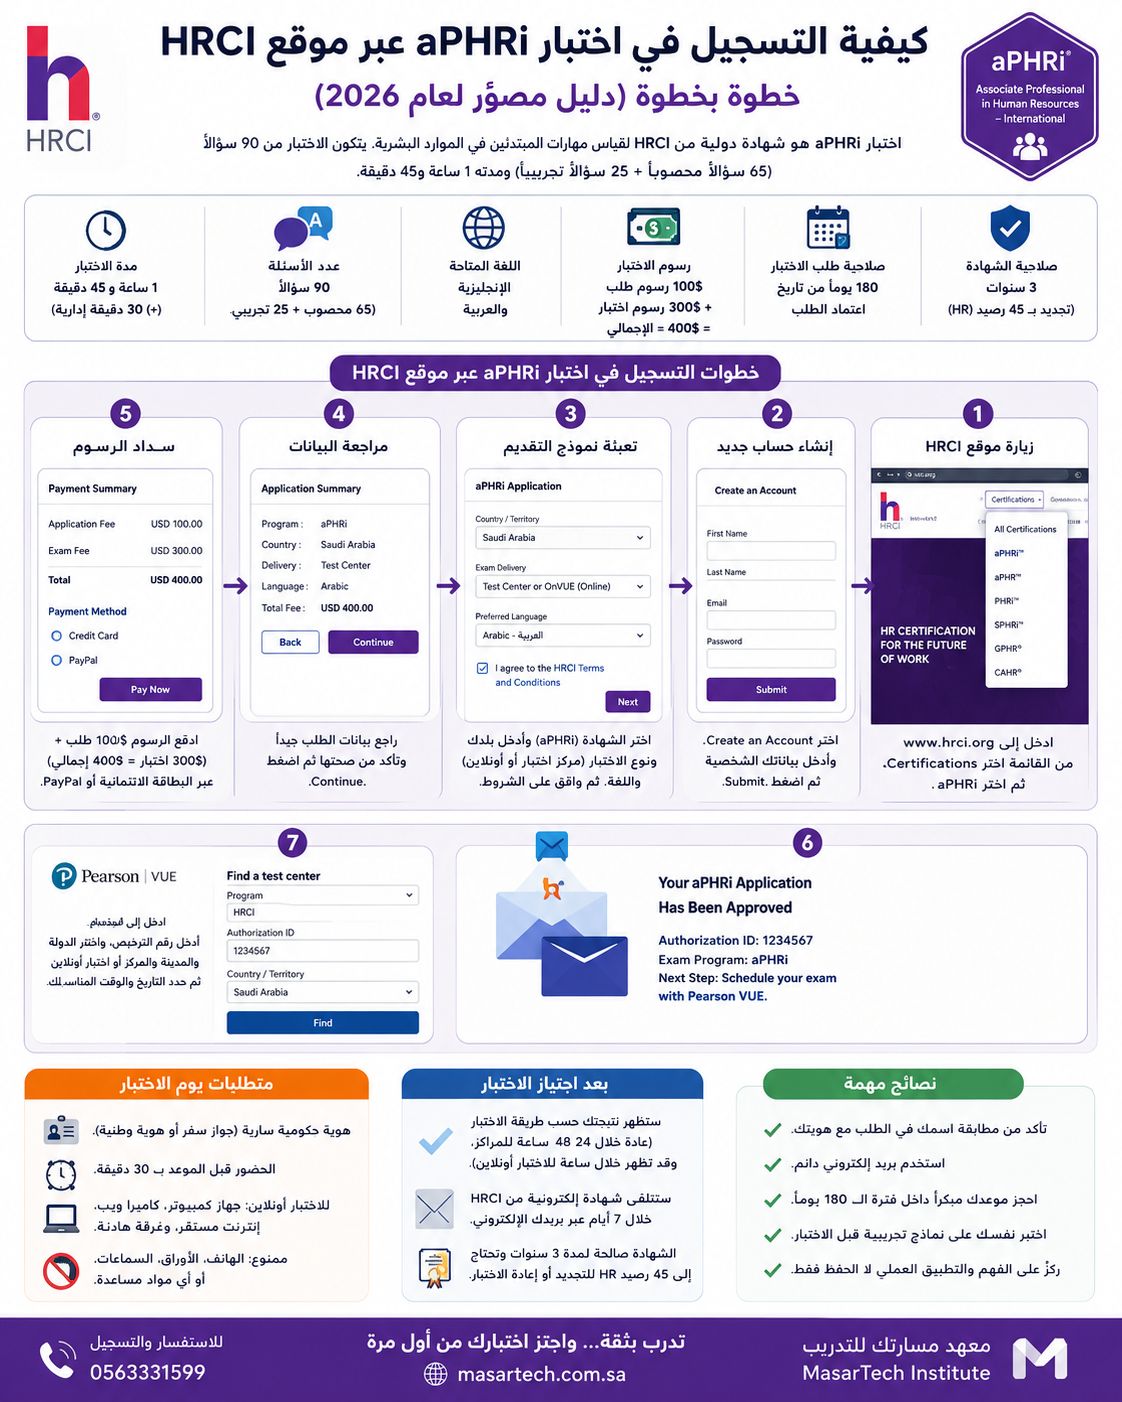 كيفية التسجيل في اختبار aPHRi عبر موقع HRCI
خطوة بخطوة (دليل مصوّر لعام 2026)
اختبار aPHRi هو شهادة دولية من HRCI لقياس مهارات المبتدئين في الموارد البشرية. يتكون الاختبار من 90 سؤالاً
(65 سؤالاً محسوباً + 25 سؤالاً تجريبياً) ومدته 1 ساعة و45 دقيقة.
HRCI
aPHRi®
Associate Professional
in Human Resources
– International
صلاحية الشهادة
3 سنوات
(تجديد بـ 45 رصيد HR)
صلاحية طلب الاختبار
180 يوماً من تاريخ
اعتماد الطلب
رسوم الاختبار
100$ رسوم طلب
+ 300$ رسوم اختبار
= 400$ = الإجمالي
اللغة المتاحة
الإنجليزية
والعربية
عدد الأسئلة
90 سؤالاً
(65 محسوب + 25 تجريبي
مدة الاختبار
1 ساعة و 45 دقيقة
(+) 30 دقيقة إدارية)
خطوات التسجيل في اختبار aPHRi عبر موقع HRCI
1
زيارة موقع HRCI
HRCI
Certifications
All Certifications
aPHRi™
aPHR™
PHRi™
SPHRi™
GPHR®
CAHR®
HR CERTIFICATION
FOR THE FUTURE
OF WORK
ادخل إلى www.hrci.org
من القائمة اختر Certifications.
ثم اختر aPHRi .
2
إنشاء حساب جديد
Create an Account
First Name
Last Name
Email
Password
Submit
اختر Create an Account.
وأدخل بياناتك الشخصية
ثم اضغط Submit.
3
تعبئة نموذج التقديم
aPHRi Application
Country / Territory
Saudi Arabia
Exam Delivery
Test Center or OnVUE (Online)
Preferred Language
Arabic - العربية
I agree to the HRCI Terms
and Conditions
Next
اختر الشهادة (aPHRi) وأدخل بلدك
ونوع الاختبار (مركز اختبار أو أونلاين)
واللغة. ثم وافق على الشروط.
4
مراجعة البيانات
Application Summary
Program : aPHRi
Country : Saudi Arabia
Delivery : Test Center
Language : Arabic
Total Fee : USD 400.00
Back Continue
راجع بيانات الطلب جيداً
وتأكد من صحتها ثم اضغط
Continue.
5
سـداد الرسـوم
Payment Summary
Application Fee USD 100.00
Exam Fee USD 300.00
Total USD 400.00
Payment Method
Credit Card
PayPal
Pay Now
ادفع الرسوم 100$ طلب +
(300$ اختبار = 400$ إجمالي)
عبر البطاقة الائتمانية أو PayPal.
6
Your aPHRi Application
Has Been Approved
Authorization ID: 1234567
Exam Program: aPHRi
Next Step: Schedule your exam
with Pearson VUE.
7
Pearson | VUE
ادخل إلى
أدخل رقم الترخيص، واختر الدولة
والمدينة والمركز أو اختبار أونلاين
ثم حدد التاريخ والوقت المناسب لك.
Find a test center
Program
HRCI
Authorization ID
1234567
Country / Territory
Saudi Arabia
Find
نصائح مهمة
تأكد من مطابقة اسمك في الطلب مع هويتك.
استخدم بريد إلكتروني دائم.
احجز موعدك مبكراً داخل فترة الـ 180 يوماً.
اختبر نفسك على نماذج تجريبية قبل الاختبار.
ركّز على الفهم والتطبيق العملي لا الحفظ فقط.
بعد اجتياز الاختبار
ستظهر نتيجتك حسب طريقة الاختبار
(عادة خلال 24 48 ساعة للمراكز،
وقد تظهر خلال ساعة للاختبار أونلاين).
ستتلقى شهادة إلكترونية من HRCI
خلال 7 أيام عبر بريدك الإلكتروني.
الشهادة صالحة لمدة 3 سنوات وتحتاج
إلى 45 رصيد HR للتجديد أو إعادة الاختبار.
متطلبات يوم الاختبار
هوية حكومية سارية (جواز سفر أو هوية وطنية).
الحضور قبل الموعد بـ 30 دقيقة.
للاختبار أونلاين: جهاز كمبيوتر، كاميرا ويب،
إنترنت مستقر، وغرفة هادئة.
ممنوع: الهاتف، الأوراق، السماعات،
أو أي مواد مساعدة.
معهد مسارتك للتدريب
MasarTech Institute
تدرب بثقة... واجتز اختبارك من أول مرة
masartech.com.sa
للاستفسار والتسجيل
0563331599